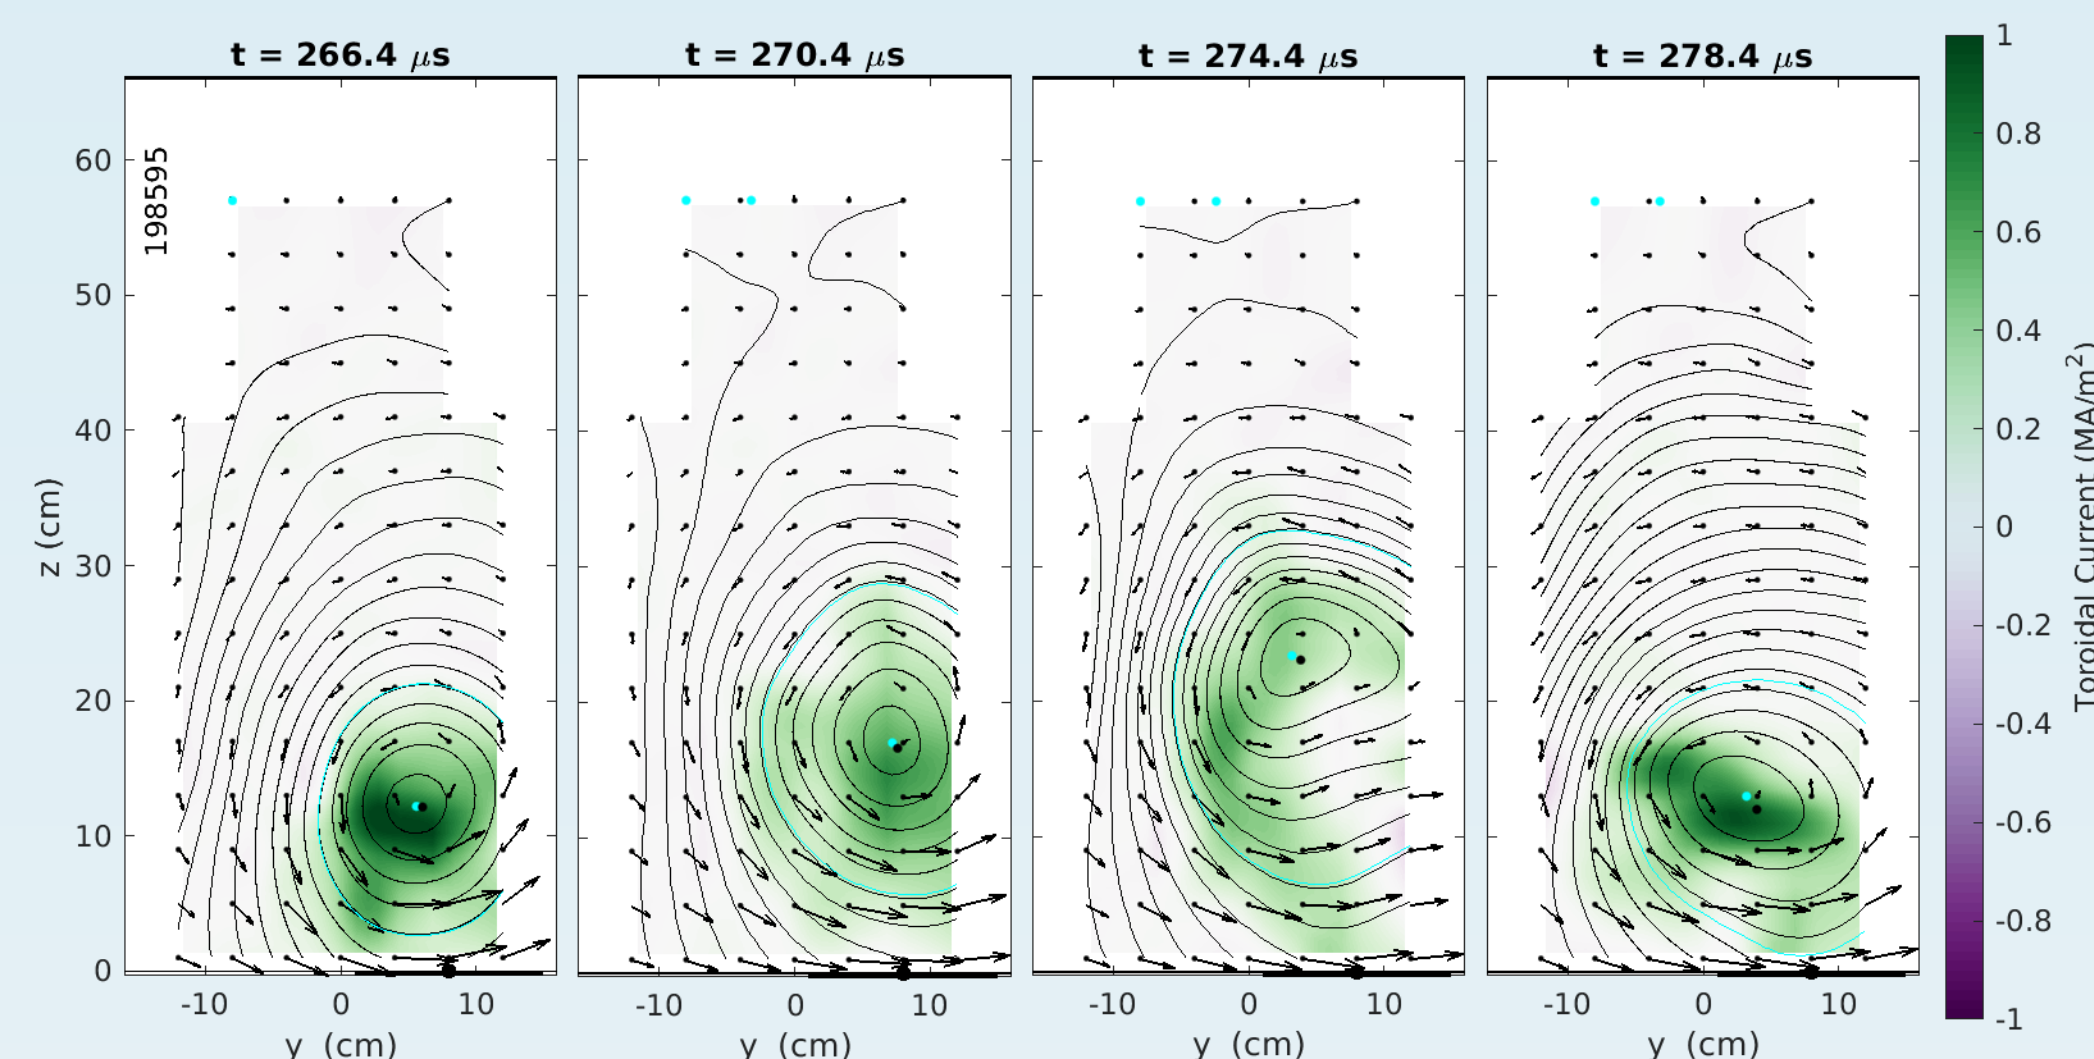 t = 266.4 μs
t = 270.4 μs
t = 274.4 μs
t = 278.4 μs
198595
z (cm)
60
50
40
30
20
10
0
-10 0 10
-10 0 10
-10 0 10
-10 0 10
y (cm)
y (cm)
y (cm)
y (cm)
1
0.8
0.6
0.4
0.2
0
-0.2
-0.4
-0.6
-0.8
-1
Toroidal Current (MA/m²)